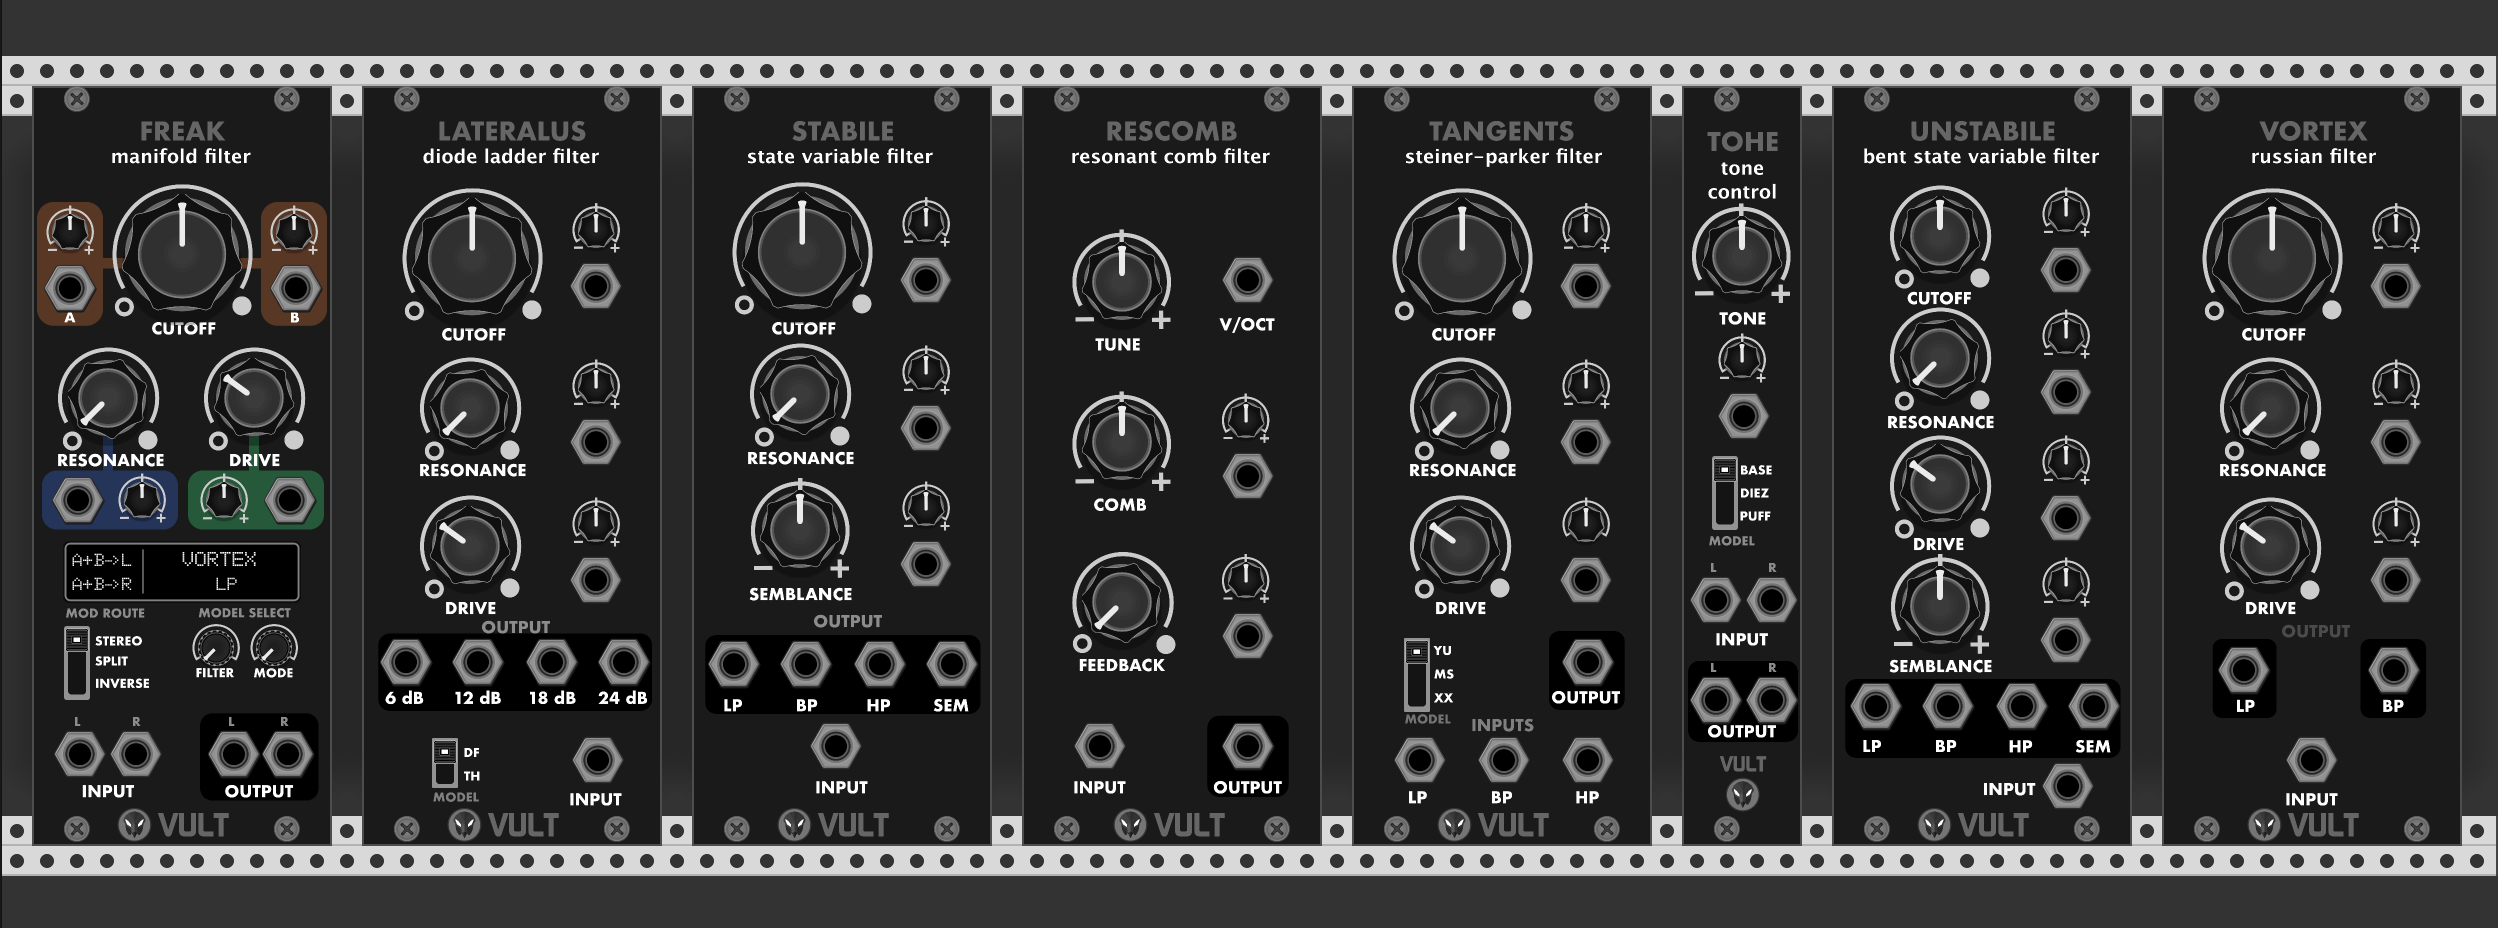 FREAK
manifold filter
A
B
CUTOFF
RESONANCE
DRIVE
A+B->L
A+B->R
VORTEX
LP
MOD ROUTE
MODEL SELECT
STEREO
SPLIT
INVERSE
FILTER
MODE
L
R
L
R
INPUT
OUTPUT
VULT
LATERALUS
diode ladder filter
CUTOFF
RESONANCE
DRIVE
OUTPUT
6 dB
12 dB
18 dB
24 dB
DF
TH
MODEL
INPUT
VULT
STABILE
state variable filter
CUTOFF
RESONANCE
SEMBLANCE
OUTPUT
LP
BP
HP
SEM
INPUT
VULT
RESCOMB
resonant comb filter
TUNE
V/OCT
COMB
FEEDBACK
INPUT
OUTPUT
VULT
TANGENTS
steiner-parker filter
CUTOFF
RESONANCE
DRIVE
YU
MS
XX
MODEL
OUTPUT
INPUTS
LP
BP
HP
VULT
TOHE
tone
control
TONE
BASE
DIEZ
PUFF
MODEL
L
R
INPUT
L
R
OUTPUT
VULT
UNSTABILE
bent state variable filter
CUTOFF
RESONANCE
DRIVE
SEMBLANCE
LP
BP
HP
SEM
INPUT
VULT
VORTEX
russian filter
CUTOFF
RESONANCE
DRIVE
OUTPUT
LP
BP
INPUT
VULT